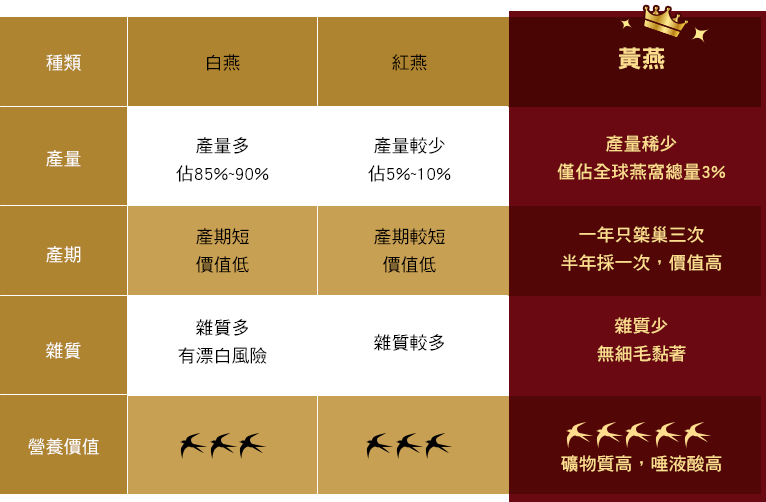 種類
白燕
紅燕
黃燕
產量
產量多
佔85%~90%
產量較少
佔5%~10%
產量稀少
僅佔全球燕窩總量3%
產期
產期短
價值低
產期較短
價值低
一年只築巢三次
半年採一次，價值高
雜質
雜質多
有漂白風險
雜質較多
雜質少
無細毛黏著
營養價值
礦物質高，唾液酸高